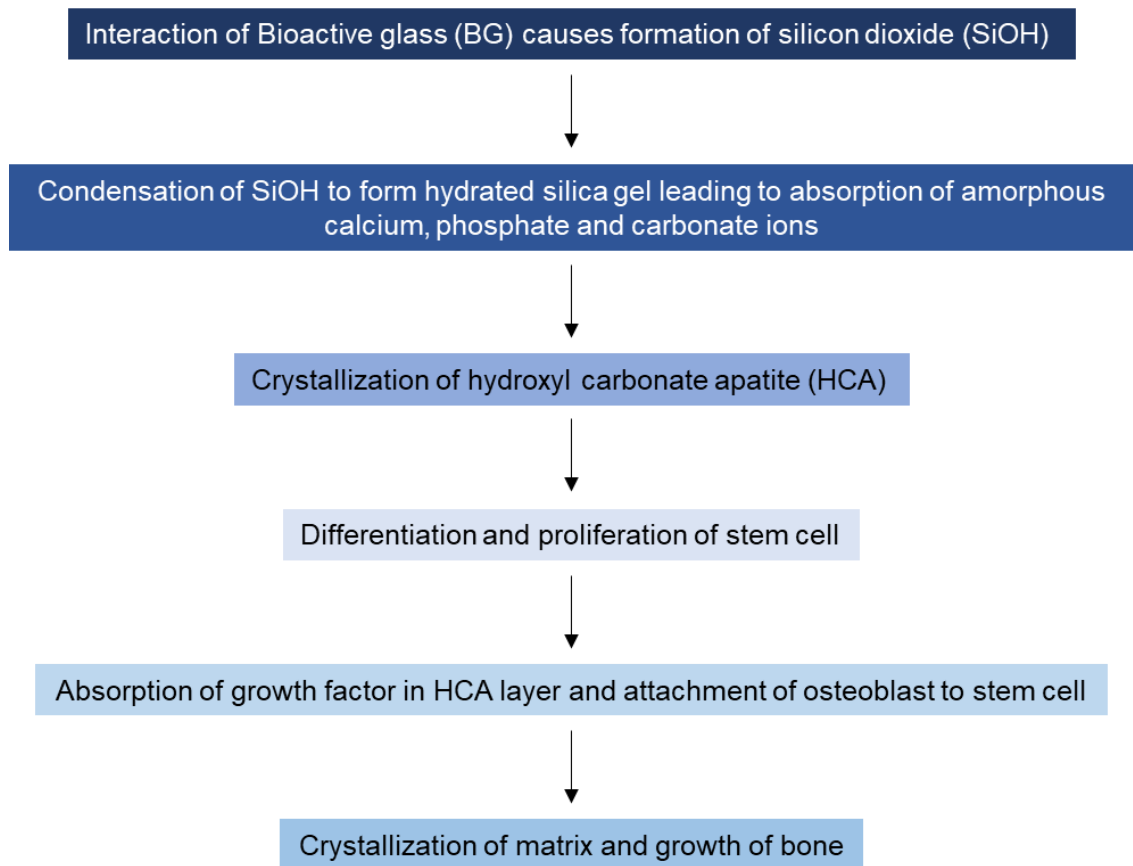 Interaction of Bioactive glass (BG) causes formation of silicon dioxide (SiOH)
Condensation of SiOH to form hydrated silica gel leading to absorption of amorphous
calcium, phosphate and carbonate ions
Crystallization of hydroxyl carbonate apatite (HCA)
Differentiation and proliferation of stem cell
Absorption of growth factor in HCA layer and attachment of osteoblast to stem cell
Crystallization of matrix and growth of bone